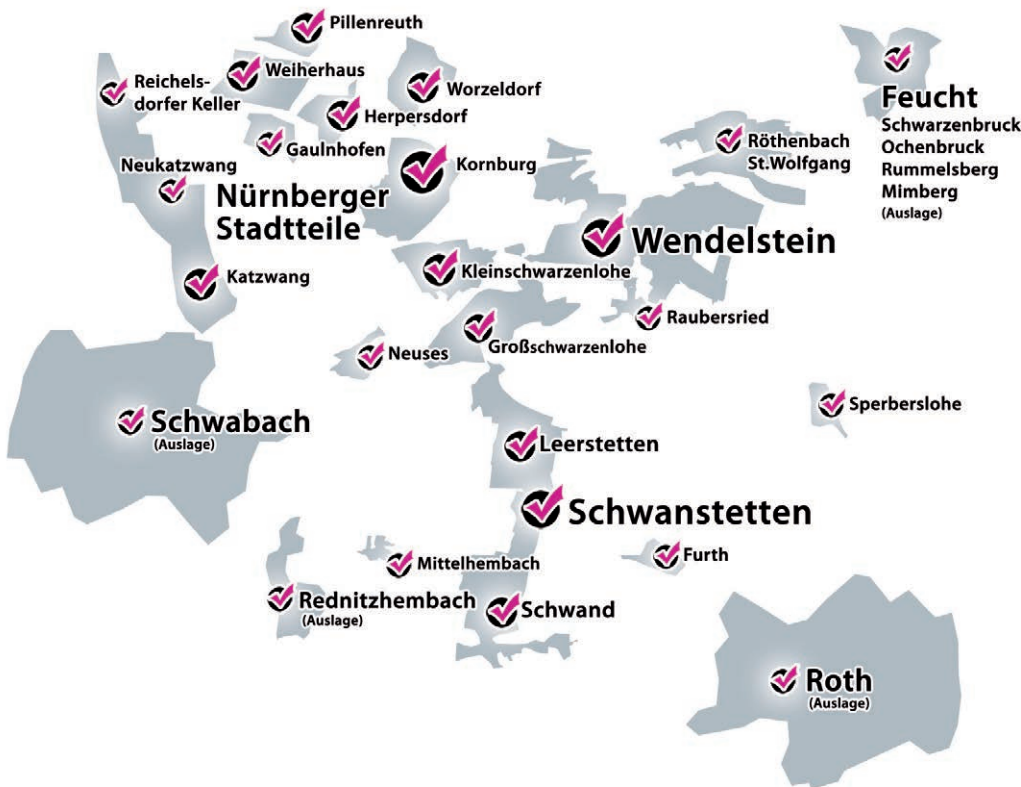 Pillenreuth
Reichels-
dorfer Keller
Weiherhaus
Worzeldorf
Herpersdorf
Gaulnhofen
Neukatzwang
Nürnberger
Stadtteile
Kornburg
Katzwang
Röthenbach
St.Wolfgang
Feucht
Schwarzenbruck
Ochenbruck
Rummelsberg
Mimberg
(Auslage)
Wendelstein
Kleinschwarzenlohe
Raubersried
Großschwarzenlohe
Neuses
Schwabach
(Auslage)
Sperberslohe
Leerstetten
Schwanstetten
Furth
Mittelhembach
Rednitzhembach
(Auslage)
Schwand
Roth
(Auslage)